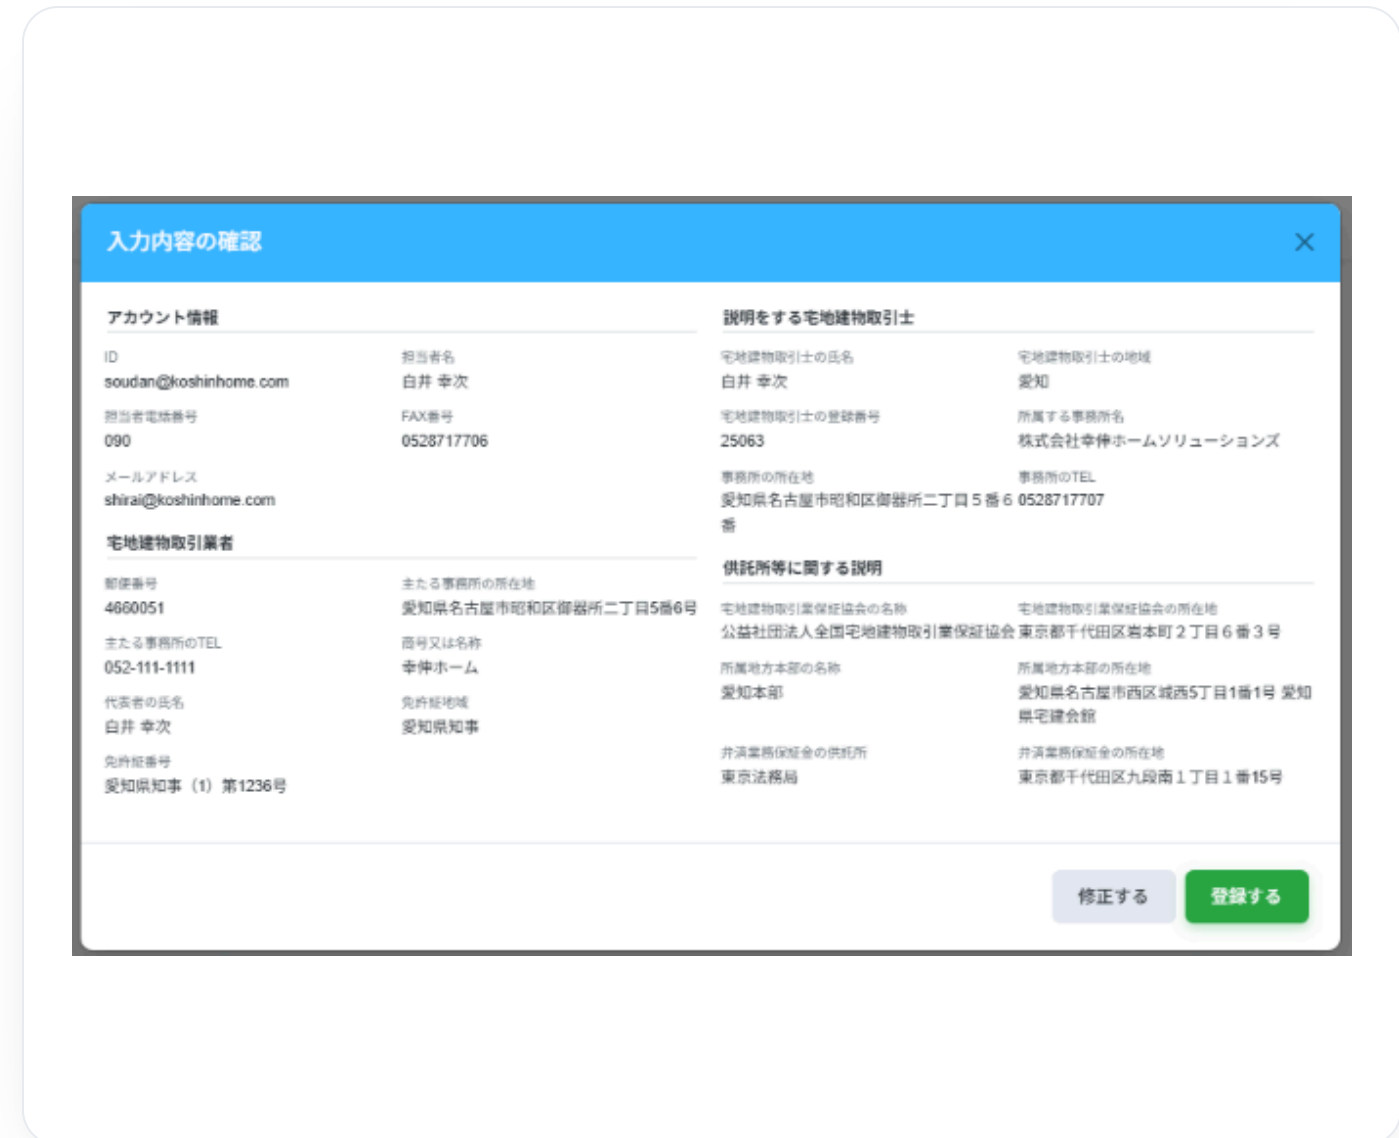 入力内容の確認
アカウント情報
ID
soudan@koshinhome.com
担当者名
白井 幸次
担当者電話番号
090
FAX番号
0528717706
メールアドレス
shirai@koshinhome.com
宅地建物取引業者
郵便番号
4660051
主たる事務所の所在地
愛知県名古屋市昭和区御器所二丁目5番6号
主たる事務所のTEL
052-111-1111
商号又は名称
幸伸ホーム
代表者の氏名
白井 幸次
免許証地域
愛知県知事
免許証番号
愛知県知事（1）第1236号
説明をする宅地建物取引士
宅地建物取引士の氏名
白井 幸次
宅地建物取引士の地域
愛知
宅地建物取引士の登録番号
25063
所属する事務所名
株式会社幸伸ホームソリューションズ
事務所の所在地
愛知県名古屋市昭和区御器所二丁目５番６
番
事務所のTEL
0528717707
供託所等に関する説明
宅地建物取引業保証協会の名称
公益社団法人全国宅地建物取引業保証協会
宅地建物取引業保証協会の所在地
東京都千代田区岩本町２丁目６番３号
所属地方本部の名称
愛知本部
所属地方本部の所在地
愛知県名古屋市西区城西5丁目1番1号 愛知
県宅建会館
弁済業務保証金の供託所
東京法務局
弁済業務保証金の所在地
東京都千代田区九段南１丁目１番15号
修正する
登録する